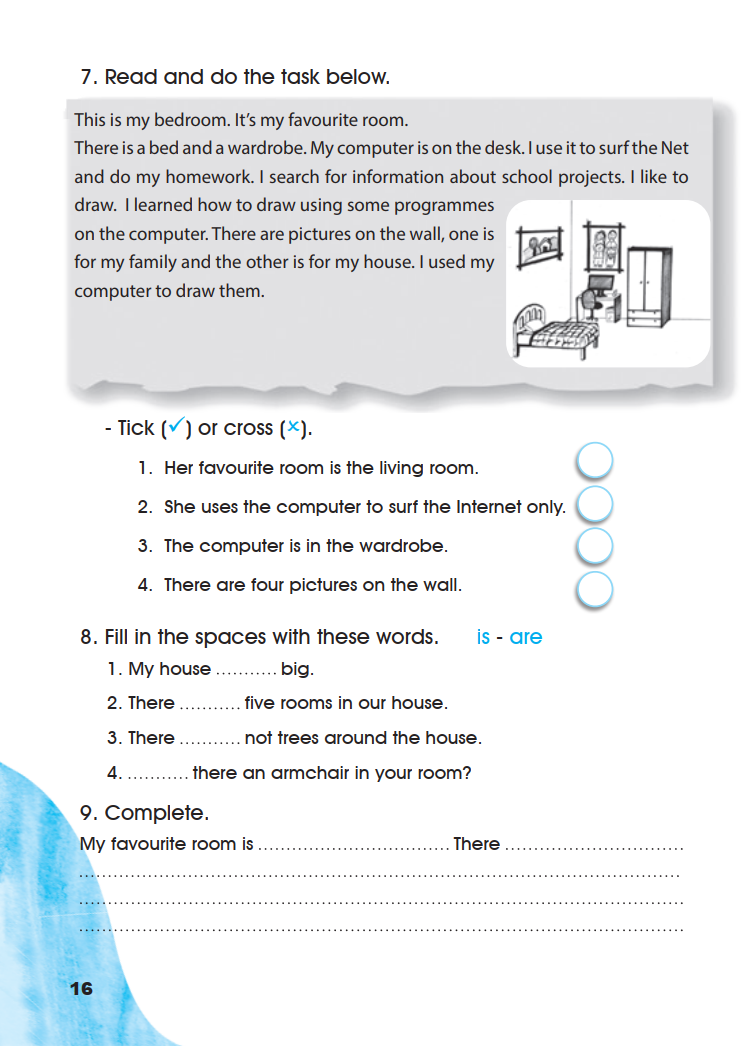 7. Read and do the task below.
This is my bedroom. It's my favourite room.
There is a bed and a wardrobe. My computer is on the desk. I use it to surf the Net
and do my homework. I search for information about school projects. I like to
draw. I learned how to draw using some programmes
on the computer. There are pictures on the wall, one is
for my family and the other is for my house. I used my
computer to draw them.
- Tick (✓) or cross (×).
1. Her favourite room is the living room.
2. She uses the computer to surf the Internet only.
3. The computer is in the wardrobe.
4. There are four pictures on the wall.
8. Fill in the spaces with these words. is - are
1. My house ........... big.
2. There ........... five rooms in our house.
3. There ........... not trees around the house.
4. ........... there an armchair in your room?
9. Complete.
My favourite room is .................................. There ................................
..........................................................................................................
...........................................................................................................
...........................................................................................................
16